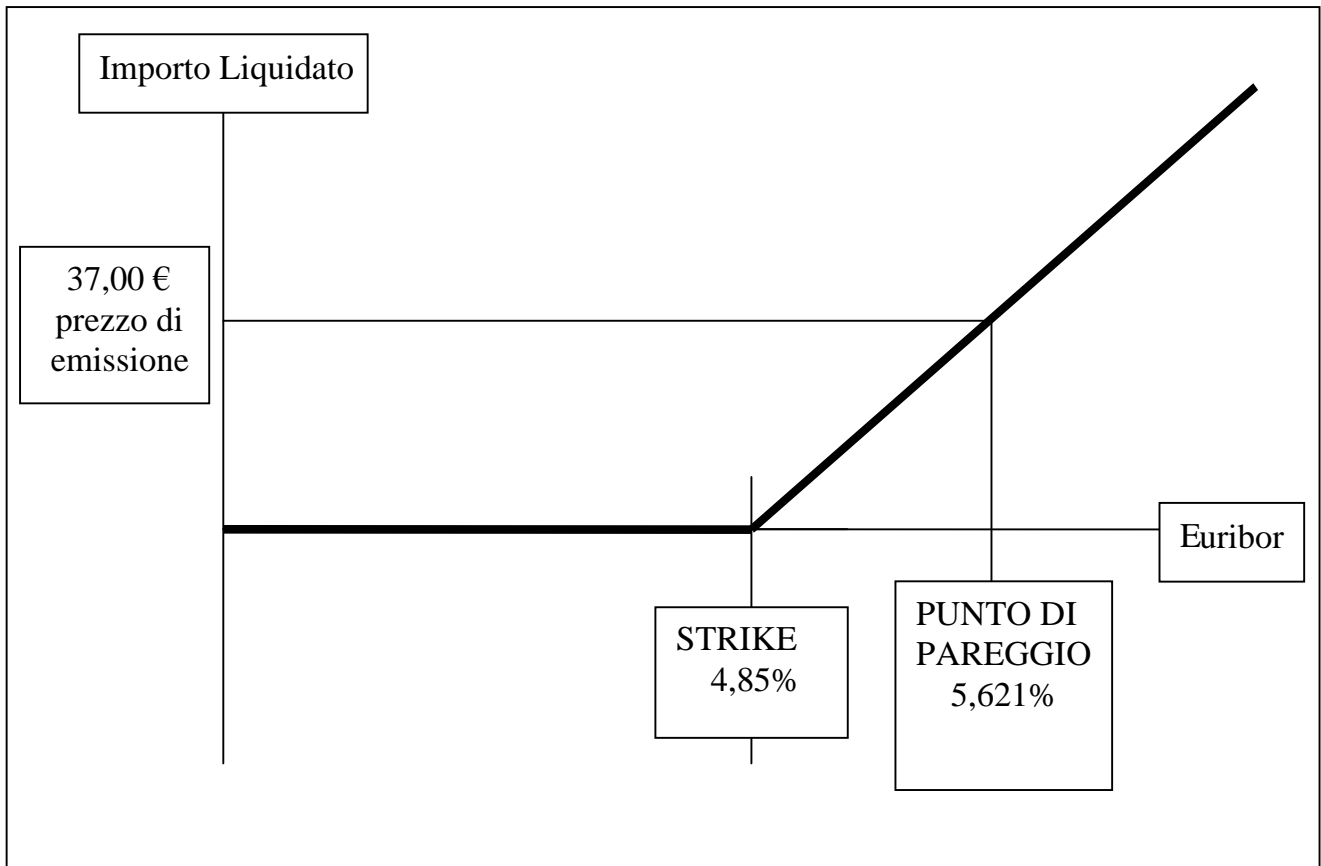 Importo Liquidato
37,00 €
prezzo di
emissione
Euribor
STRIKE
4,85%
PUNTO DI
PAREGGIO
5,621%